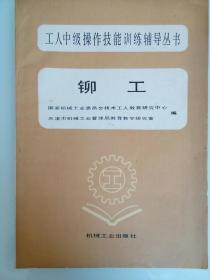 工人中级操作技能训练辅导丛书
铆 工
国家机械工业委员会技术工人教育研究中心
天津市机械工业管理局教育教学研究室
编
机械工业出版社